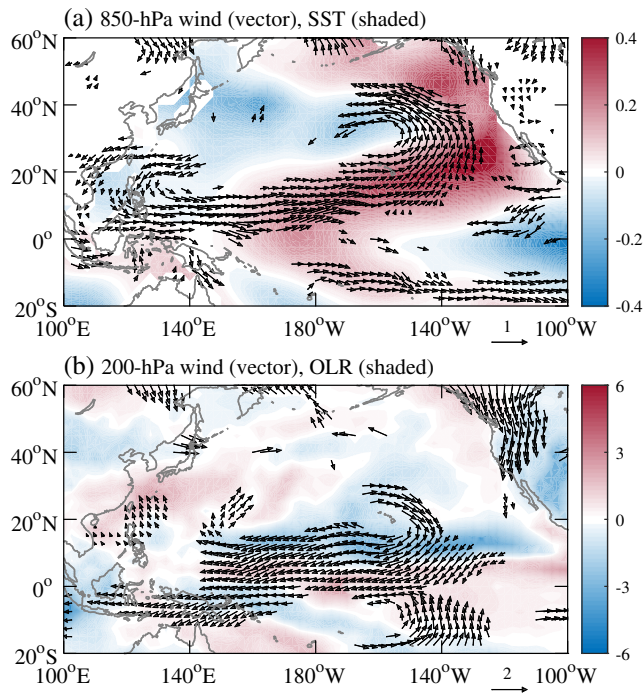 (a) 850-hPa wind (vector), SST (shaded)
60°N
40°N
20°N
0°
20°S
100°E
140°E
180°W
140°W
100°W
0.4
0.2
0
-0.2
-0.4
1
(b) 200-hPa wind (vector), OLR (shaded)
60°N
40°N
20°N
0°
20°S
100°E
140°E
180°W
140°W
100°W
6
3
0
-3
-6
2